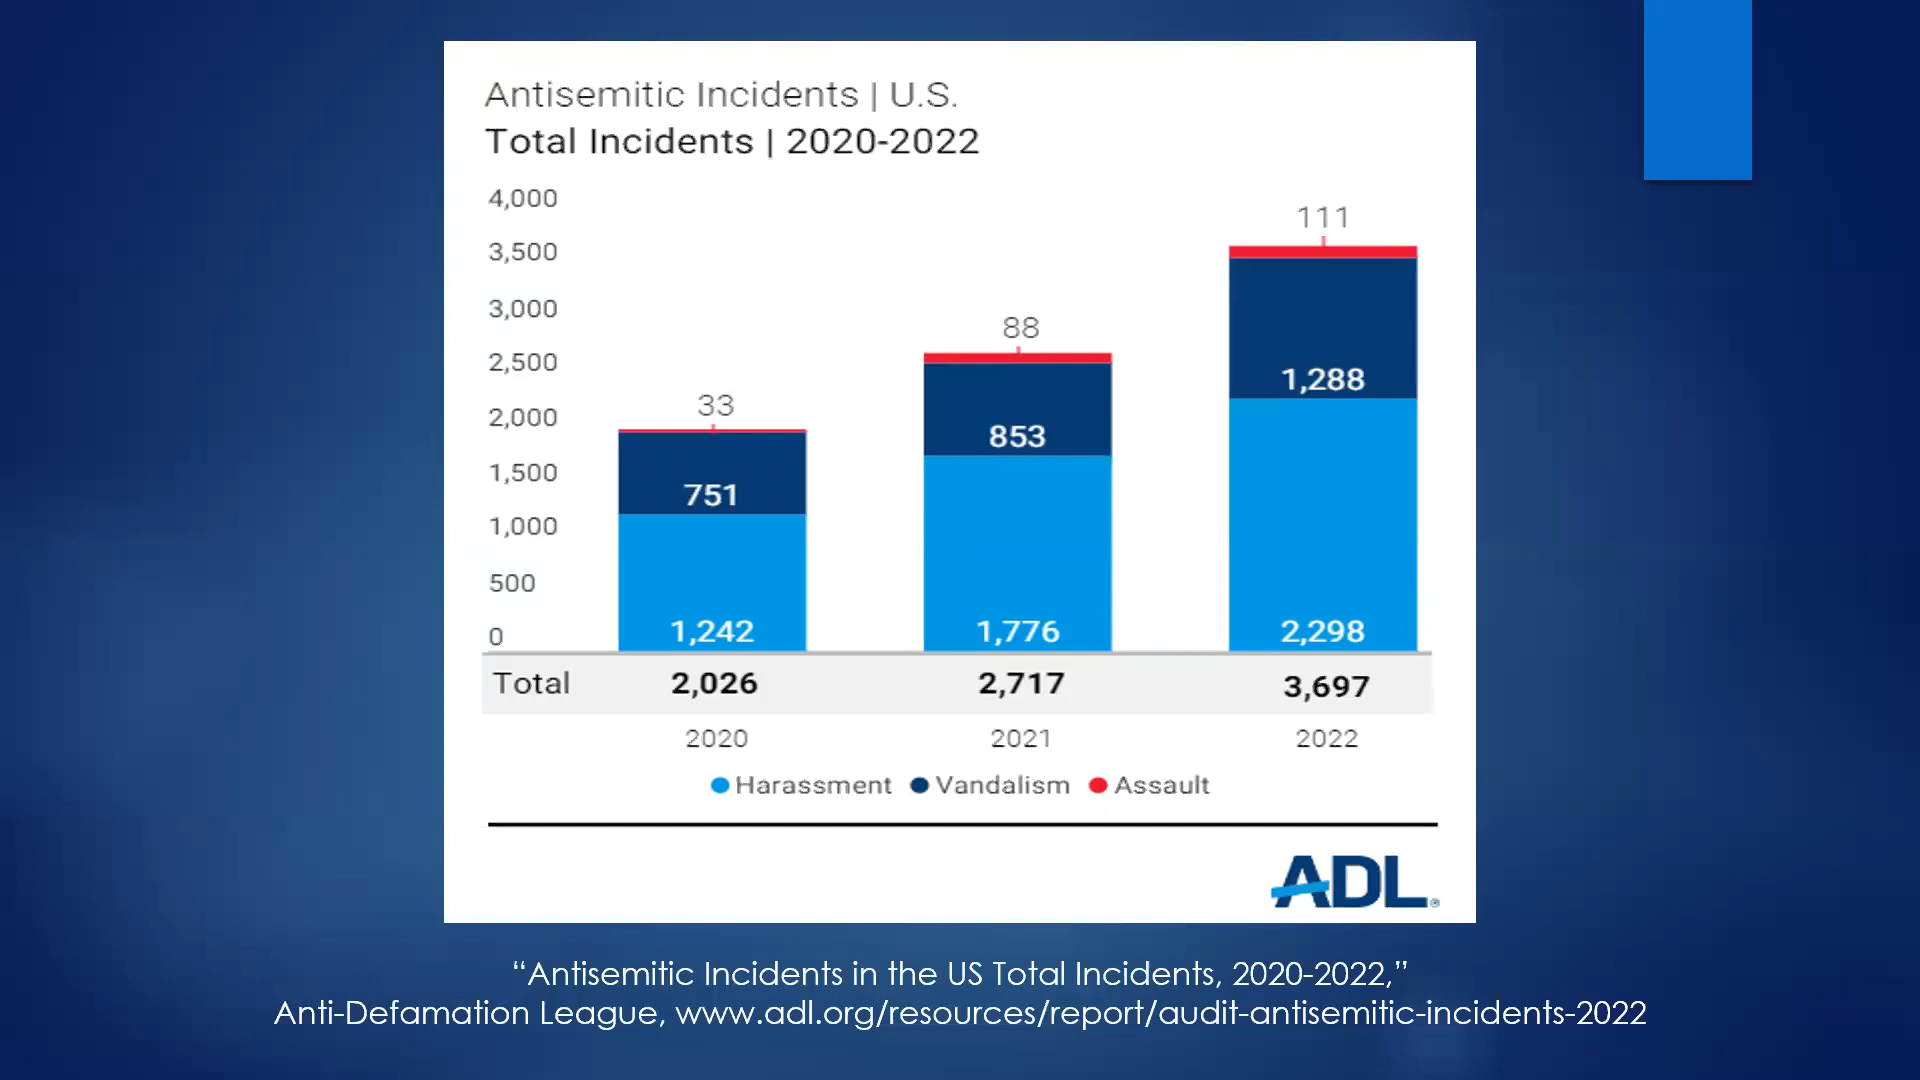 Antisemitic Incidents | U.S.
Total Incidents | 2020-2022
4,000
3,500
3,000
2,500
2,000
1,500
1,000
500
0
33
751
1,242
88
853
1,776
111
1,288
2,298
Total 2,026 2,717 3,697
2020 2021 2022
Harassment Vandalism Assault
ADL®
“Antisemitic Incidents in the US Total Incidents, 2020-2022,”
Anti-Defamation League, www.adl.org/resources/report/audit-antisemitic-incidents-2022